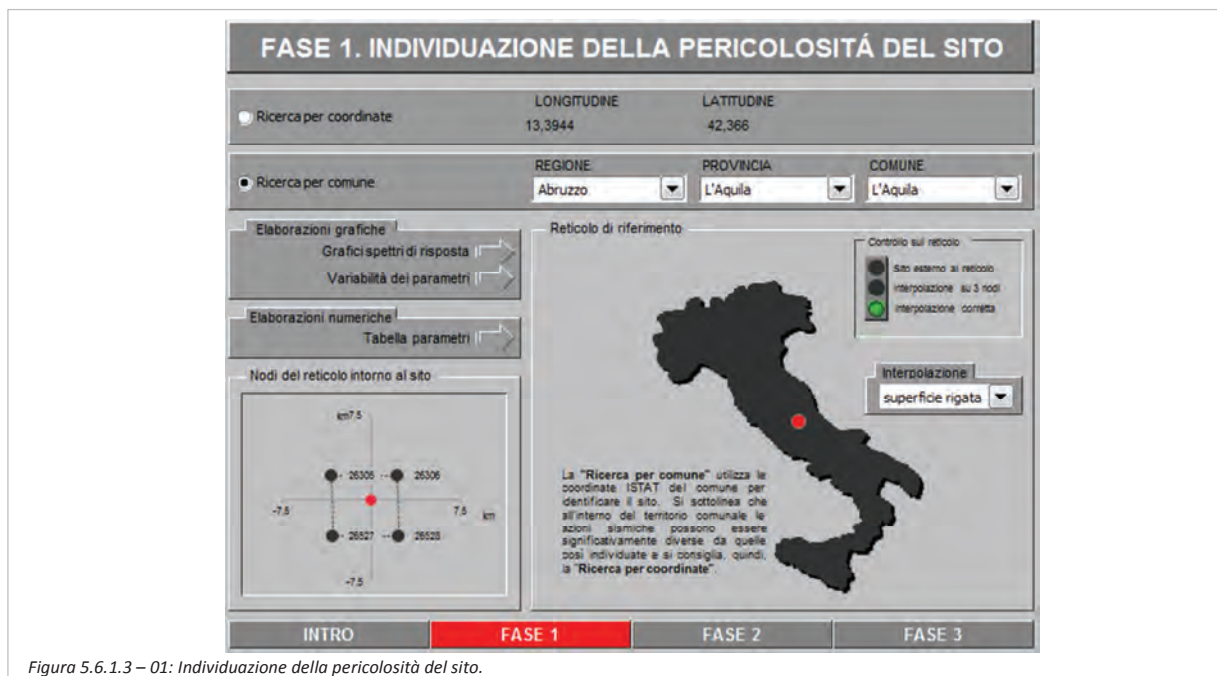 FASE 1. INDIVIDUAZIONE DELLA PERICOLOSITÁ DEL SITO
LONGITUDINE LATITUDINE
Ricerca per coordinate
13,3944 42,366
REGIONE PROVINCIA COMUNE
Ricerca per comune
Abruzzo L'Aquila L'Aquila
Elaborazioni grafiche
Grafici spettri di risposta
Variabilità dei parametri
Elaborazioni numeriche
Tabella parametri
Nodi del reticolo intorno al sito
km 7.5
26305 26306
-7.5 7.5 km
26527 26528
-7.5
Reticolo di riferimento
Controllo sul reticolo
Sito esterno al reticolo
Interpolazione su 3 nodi
Interpolazione corretta
Interpolazione
superficie rigata
La "Ricerca per comune" utilizza le
coordinate ISTAT del comune per
identificare il sito. Si sottolinea che
all'interno del territorio comunale le
azioni sismiche possono essere
significativamente diverse da quelle
così individuate e si consiglia, quindi,
la "Ricerca per coordinate".
INTRO FASE 1 FASE 2 FASE 3
Figura 5.6.1.3 – 01: Individuazione della pericolosità del sito.